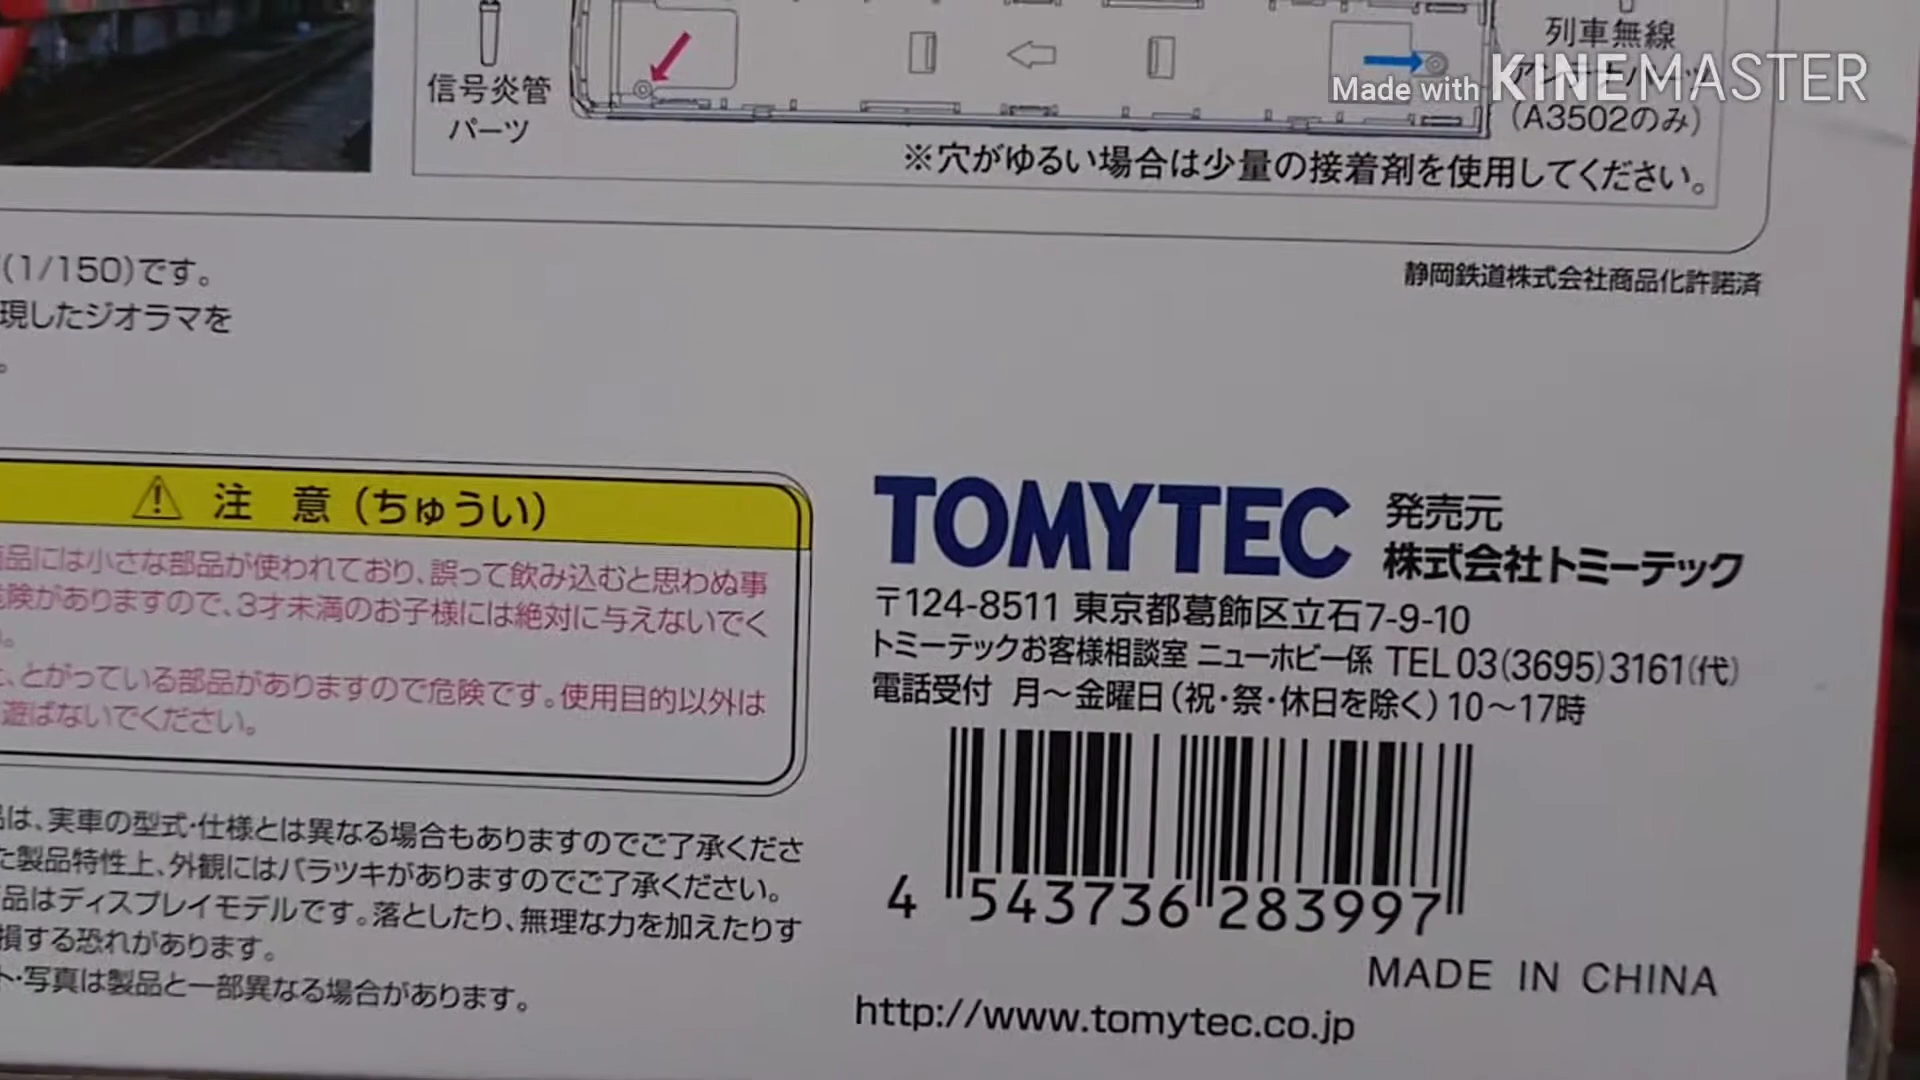 列車無線
信号炎管
パーツ
Made with KINEMASTER
(A3502のみ)
※穴がゆるい場合は少量の接着剤を使用してください。
静岡鉄道株式会社商品化許諾済
(1/150)です。
現したジオラマを
。
注 意 (ちゅうい)
品には小さな部品が使われており、誤って飲み込むと思わぬ事
険がありますので、3才未満のお子様には絶対に与えないでく
。
、とがっている部品がありますので危険です。使用目的以外は
遊ばないでください。
は、実車の型式・仕様とは異なる場合もありますのでご了承くださ
た製品特性上、外観にはバラツキがありますのでご了承ください。
品はディスプレイモデルです。落としたり、無理な力を加えたりす
損する恐れがあります。
ト・写真は製品と一部異なる場合があります。
TOMYTEC 発売元
株式会社トミーテック
〒124-8511 東京都葛飾区立石7-9-10
トミーテックお客様相談室 ニューホビー係 TEL 03(3695)3161(代)
電話受付 月〜金曜日(祝・祭・休日を除く) 10〜17時
4 543736 283997
MADE IN CHINA
http://www.tomytec.co.jp